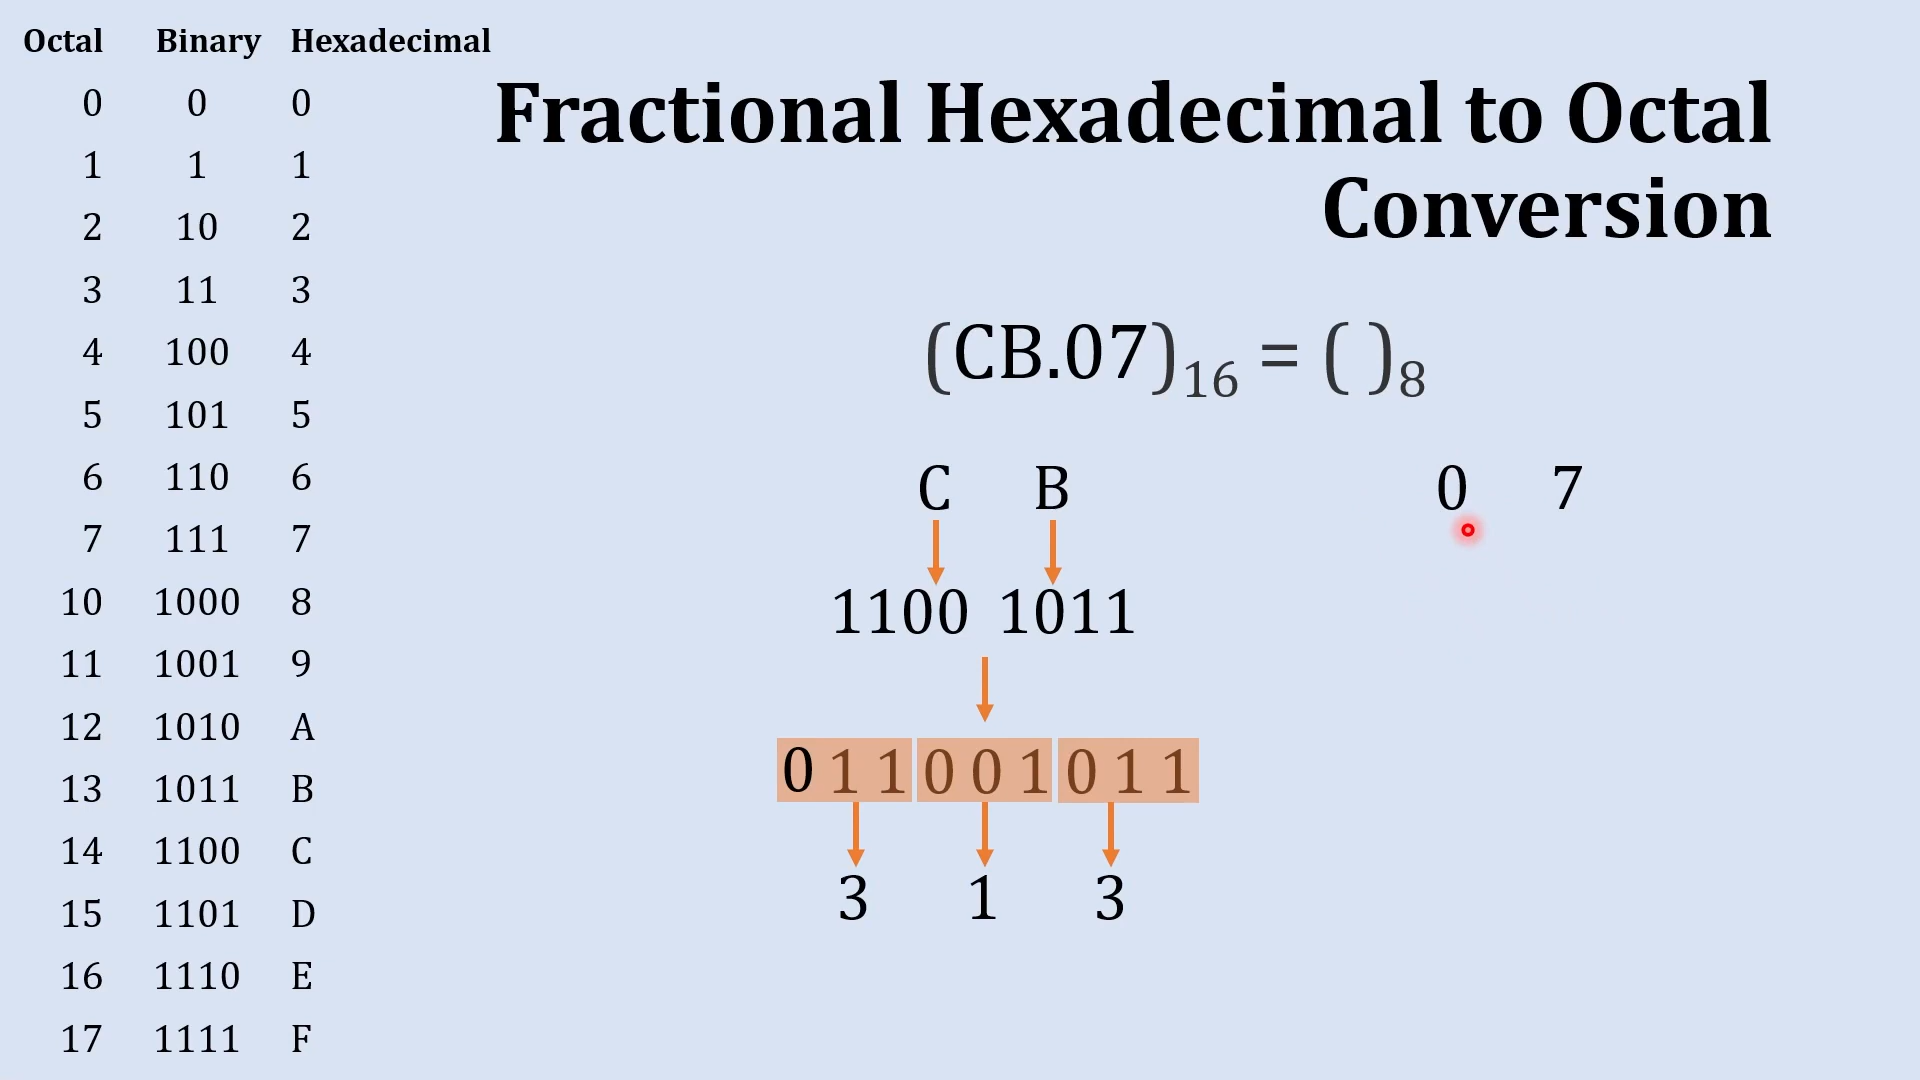 Octal Binary Hexadecimal
0 0 0
1 1 1
2 10 2
3 11 3
4 100 4
5 101 5
6 110 6
7 111 7
10 1000 8
11 1001 9
12 1010 A
13 1011 B
14 1100 C
15 1101 D
16 1110 E
17 1111 F
Fractional Hexadecimal to Octal
Conversion
(CB.07)₁₆ = ( )₈
C B 0 7
1100 1011
0 1 1 0 0 1 0 1 1
3 1 3